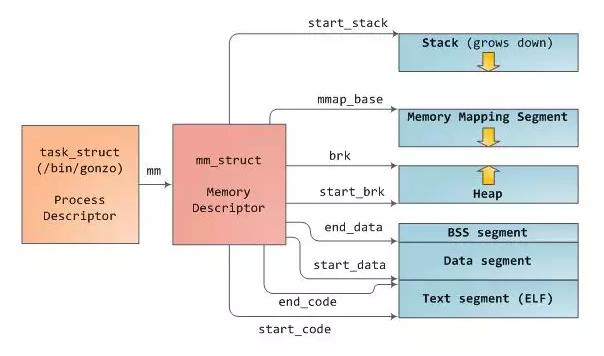 start_stack
Stack (grows down)
mmap_base
Memory Mapping Segment
task_struct
(/bin/gonzo)
Process
Descriptor
mm
mm_struct
Memory
Descriptor
brk
start_brk
Heap
end_data
BSS segment
start_data
Data segment
end_code
Text segment (ELF)
start_code